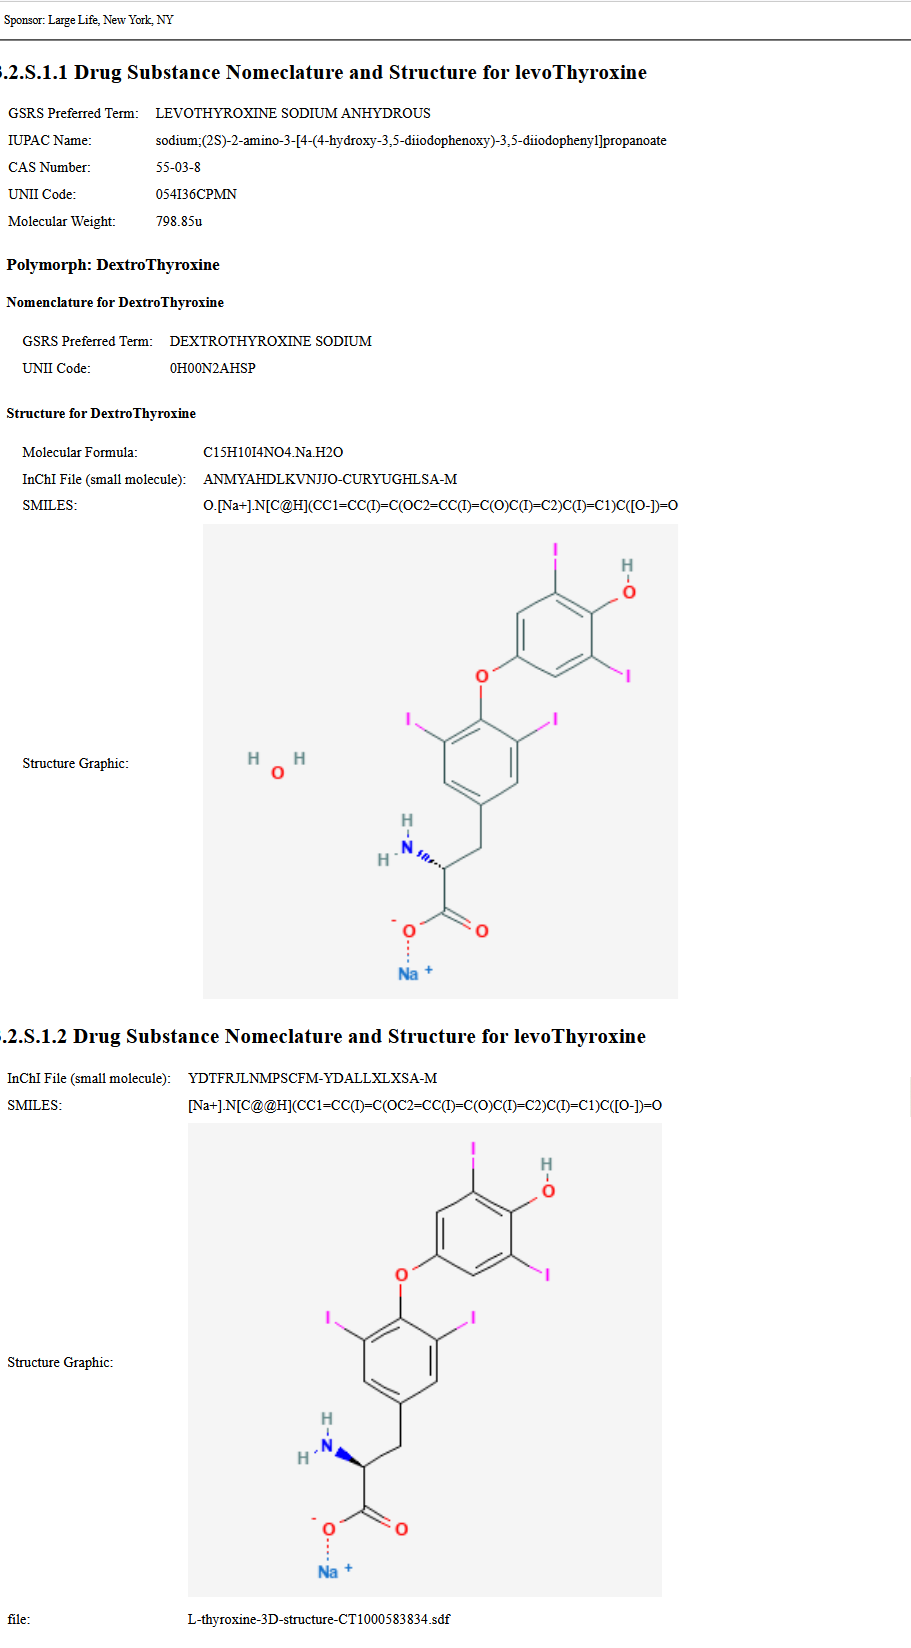 Sponsor: Large Life, New York, NY
.2.S.1.1 Drug Substance Nomeclature and Structure for levoThyroxine
GSRS Preferred Term: LEVOTHYROXINE SODIUM ANHYDROUS
IUPAC Name: sodium;(2S)-2-amino-3-[4-(4-hydroxy-3,5-diiodophenoxy)-3,5-diiodophenyl]propanoate
CAS Number: 55-03-8
UNII Code: 054I36CPMN
Molecular Weight: 798.85u
Polymorph: DextroThyroxine
Nomenclature for DextroThyroxine
GSRS Preferred Term: DEXTROTHYROXINE SODIUM
UNII Code: 0H00N2AHSP
Structure for DextroThyroxine
Molecular Formula: C15H10I4NO4.Na.H2O
InChI File (small molecule): ANMYAHDLKVNJJO-CURYUGHLSA-M
SMILES: O.[Na+].N[C@H](CC1=CC(I)=C(OC2=CC(I)=C(O)C(I)=C2)C(I)=C1)C([O-])=O
I
H
O
I
O
I I
H H
O
Structure Graphic:
H
N
H
-
O O
Na +
.2.S.1.2 Drug Substance Nomeclature and Structure for levoThyroxine
InChI File (small molecule): YDTFRJLNMPSCFM-YDALLXLXSA-M
SMILES: [Na+].N[C@@H](CC1=CC(I)=C(OC2=CC(I)=C(O)C(I)=C2)C(I)=C1)C([O-])=O
I
H
O
I
O
I I
Structure Graphic:
H
N
H
-
O O
Na +
file: L-thyroxine-3D-structure-CT1000583834.sdf